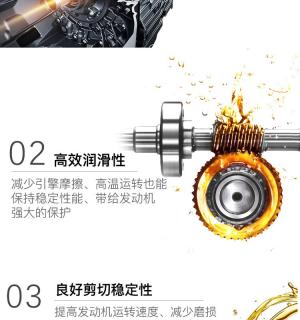 02 高效润滑性
减少引擎摩擦、高温运转也能
保持稳定性能、带给发动机
强大的保护
03 良好剪切稳定性
提高发动机运转速度、减少磨损